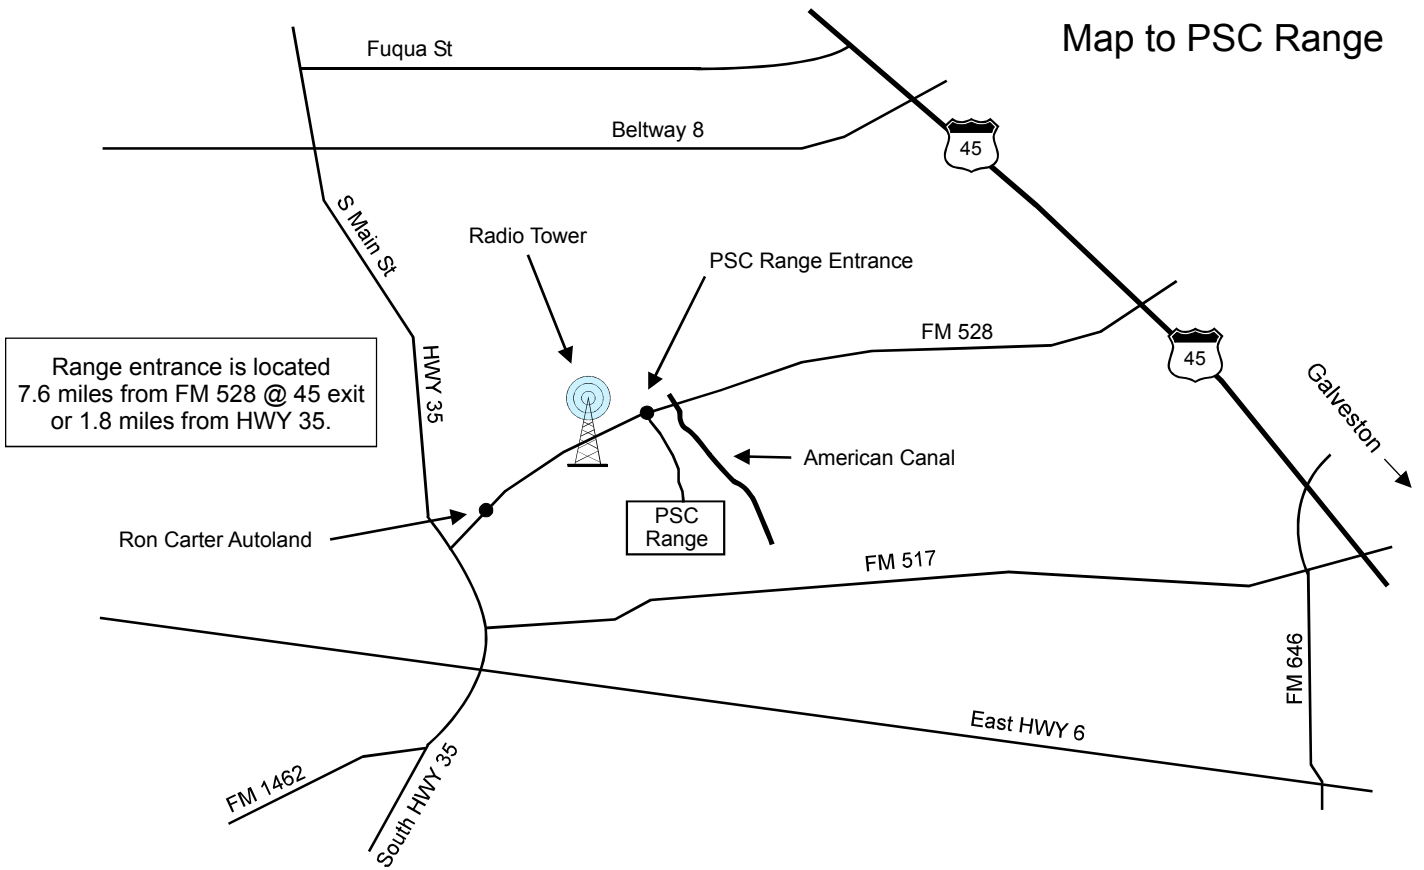 Map to PSC Range
Fuqua St
Beltway 8
45
S Main St
Radio Tower
PSC Range Entrance
FM 528
Range entrance is located
7.6 miles from FM 528 @ 45 exit
or 1.8 miles from HWY 35.
HWY 35
45
Galveston
American Canal
PSC
Range
Ron Carter Autoland
FM 517
FM 646
East HWY 6
FM 1462
South HWY 35